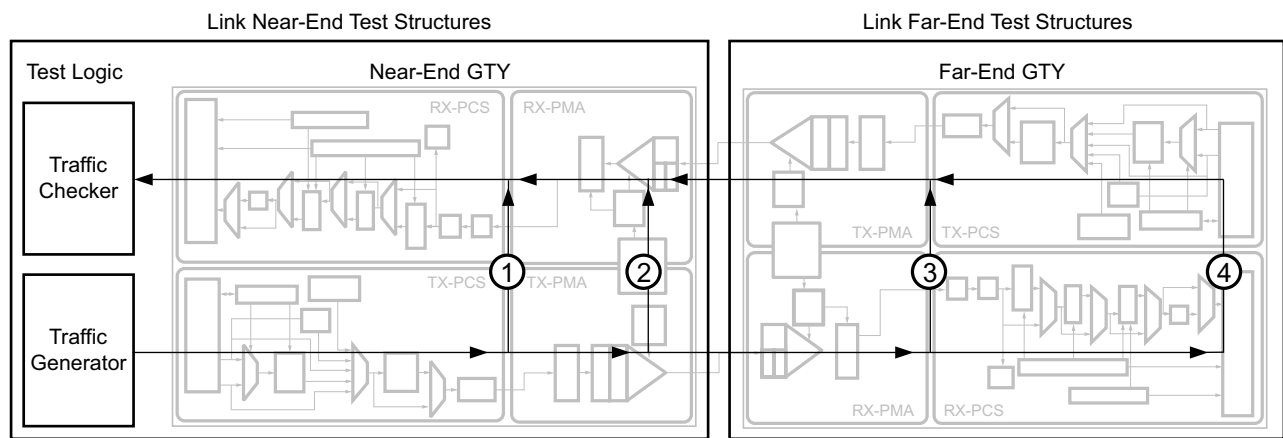 Link Near-End Test Structures
Link Far-End Test Structures
Test Logic
Near-End GTY
Far-End GTY
RX-PCS
RX-PMA
Traffic
Checker
TX-PMA
TX-PCS
1
2
3
4
TX-PCS
TX-PMA
Traffic
Generator
RX-PMA
RX-PCS